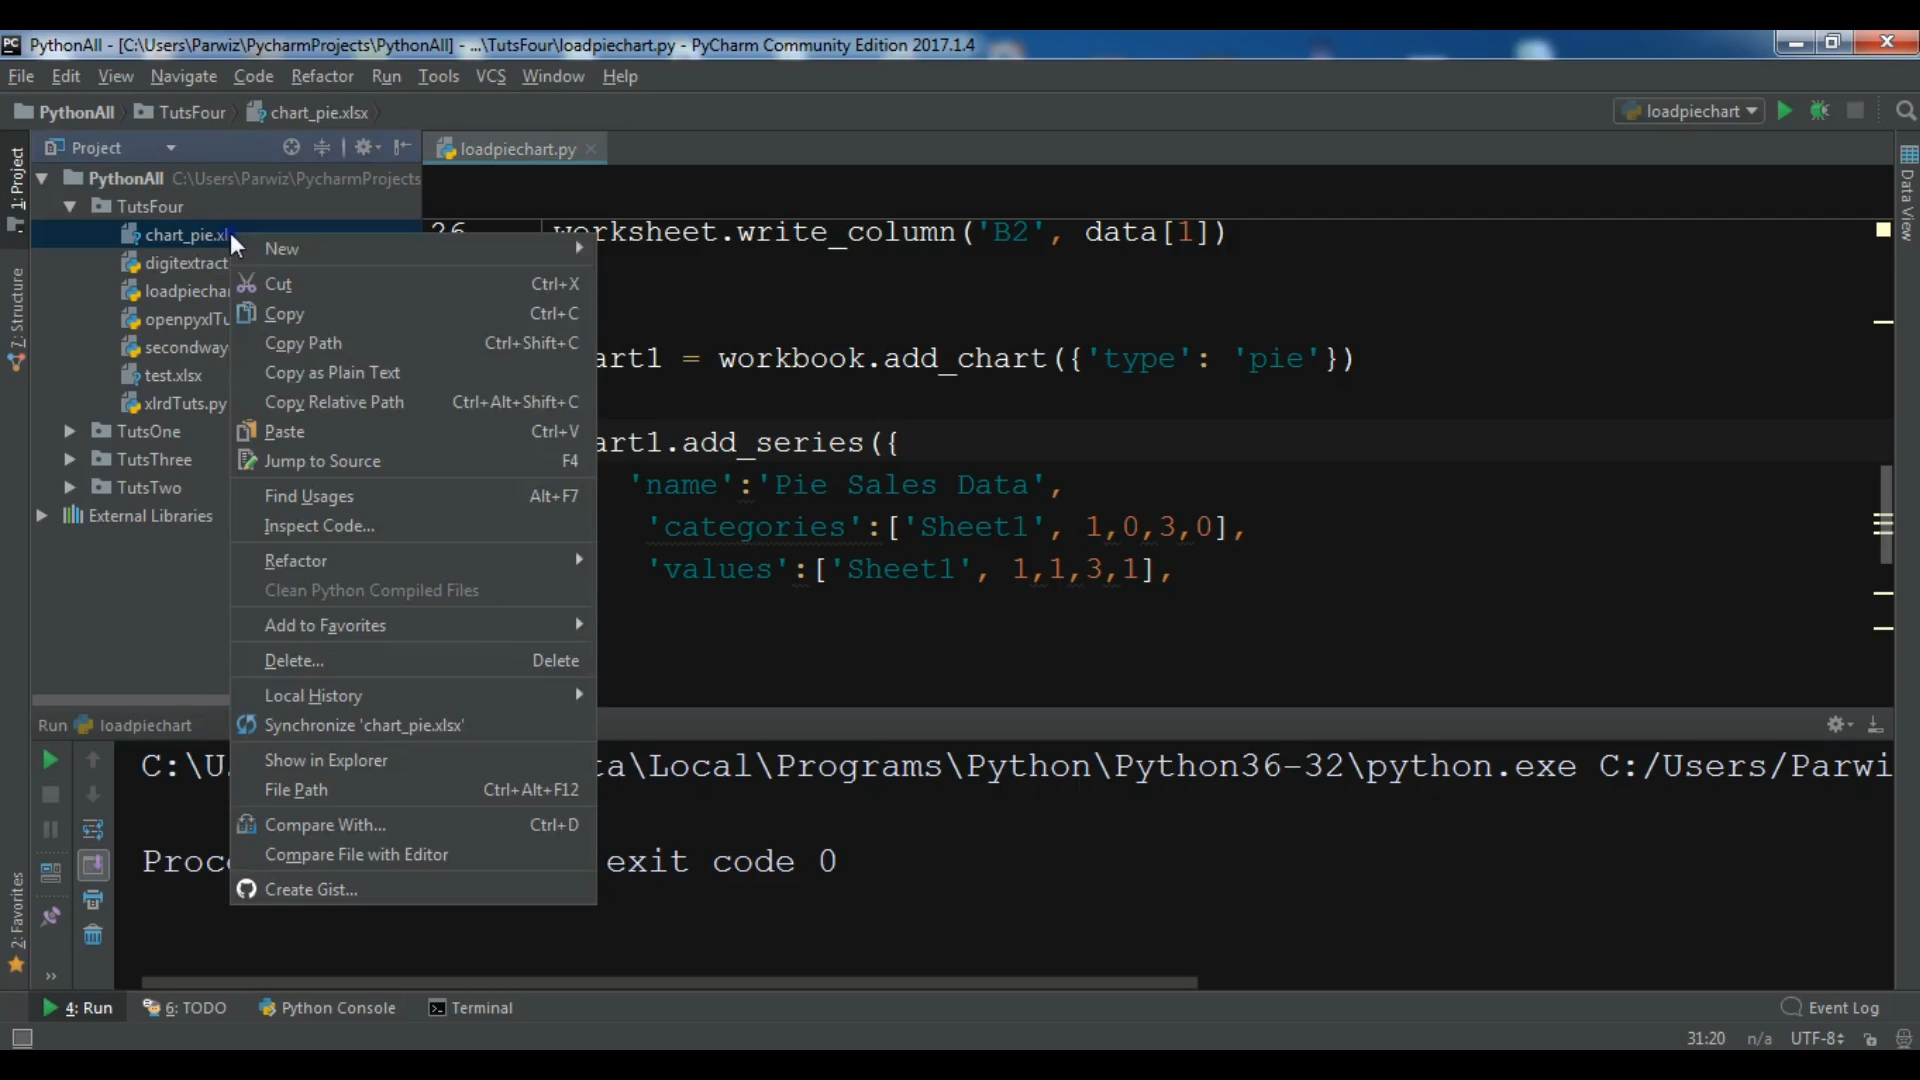 PythonAll - [C:\Users\Parwiz\PycharmProjects\PythonAll] - ...\TutsFour\loadpiechart.py - PyCharm Community Edition 2017.1.4
File Edit View Navigate Code Refactor Run Tools VCS Window Help
PythonAll TutsFour chart_pie.xlsx loadpiechart
1: Project
7: Structure
2: Favorites
Data View
Project
PythonAll C:\Users\Parwiz\PycharmProjects
TutsFour
chart_pie.xl
digitextract
loadpiechar
openpyxlTu
secondway
test.xlsx
xlrdTuts.py
TutsOne
TutsThree
TutsTwo
External Libraries
New
Cut Ctrl+X
Copy Ctrl+C
Copy Path Ctrl+Shift+C
Copy as Plain Text
Copy Relative Path Ctrl+Alt+Shift+C
Paste Ctrl+V
Jump to Source F4
Find Usages Alt+F7
Inspect Code...
Refactor
Clean Python Compiled Files
Add to Favorites
Delete... Delete
Local History
Synchronize 'chart_pie.xlsx'
Show in Explorer
File Path Ctrl+Alt+F12
Compare With... Ctrl+D
Compare File with Editor
Create Gist...
loadpiechart.py
26 worksheet.write_column('B2', data[1])
art1 = workbook.add_chart({'type': 'pie'})
art1.add_series({
'name':'Pie Sales Data',
'categories':['Sheet1', 1,0,3,0],
'values':['Sheet1', 1,1,3,1],
Run loadpiechart
C:\U ta\Local\Programs\Python\Python36-32\python.exe C:/Users/Parwi
Proc exit code 0
4: Run 6: TODO Python Console Terminal Event Log
31:20 n/a UTF-8